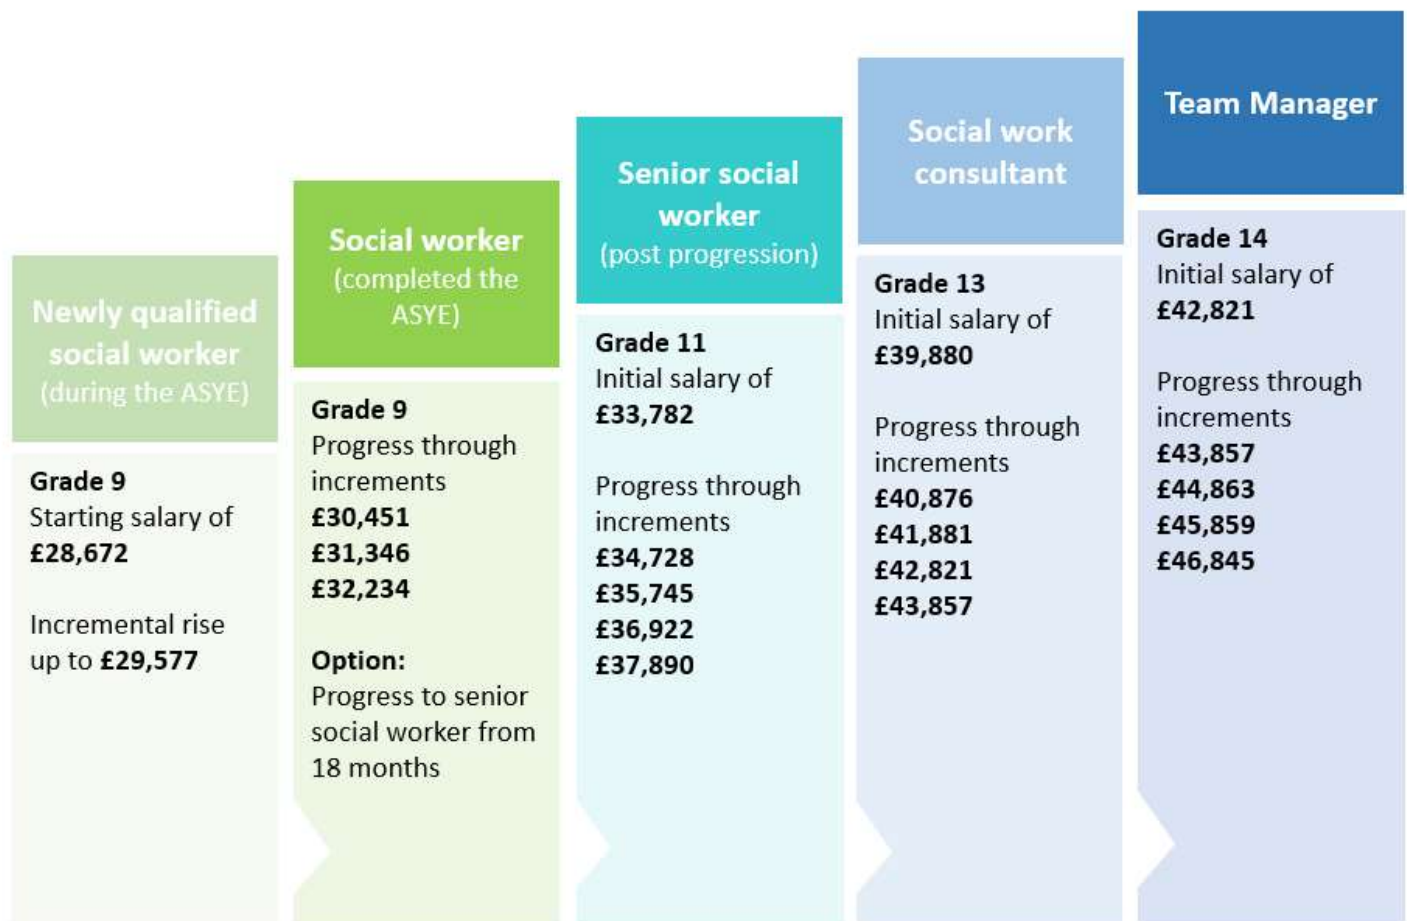 Newly qualified
social worker
(during the ASYE)
Grade 9
Starting salary of
£28,672
Incremental rise
up to £29,577
Social worker
(completed the
ASYE)
Grade 9
Progress through
increments
£30,451
£31,346
£32,234
Option:
Progress to senior
social worker from
18 months
Senior social
worker
(post progression)
Grade 11
Initial salary of
£33,782
Progress through
increments
£34,728
£35,745
£36,922
£37,890
Social work
consultant
Grade 13
Initial salary of
£39,880
Progress through
increments
£40,876
£41,881
£42,821
£43,857
Team Manager
Grade 14
Initial salary of
£42,821
Progress through
increments
£43,857
£44,863
£45,859
£46,845